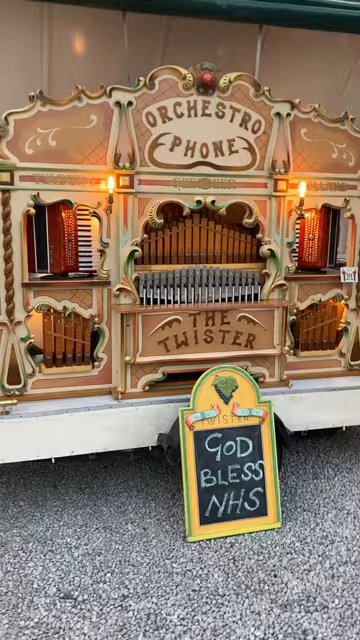 ORCHESTRO
PHONE
THE
TWISTER
TWISTER
GOD
BLESS
NHS